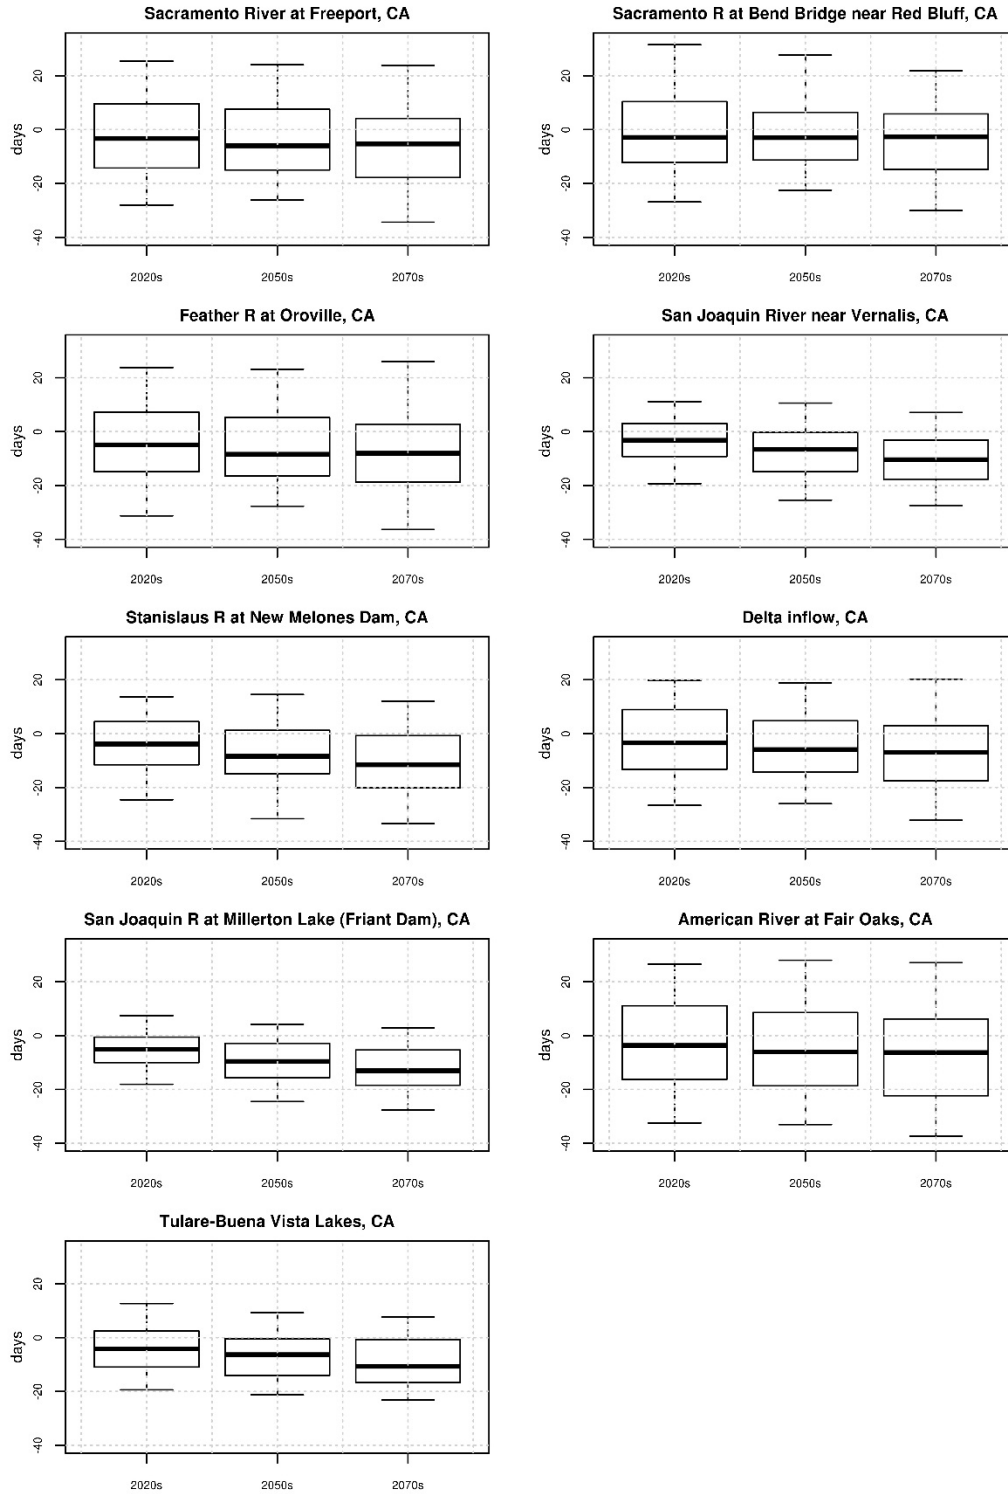 Sacramento River at Freeport, CA
days
20
0
-20
-40
2020s 2050s 2070s
Sacramento R at Bend Bridge near Red Bluff, CA
days
20
0
-20
-40
2020s 2050s 2070s
Feather R at Oroville, CA
days
20
0
-20
-40
2020s 2050s 2070s
San Joaquin River near Vernalis, CA
days
20
0
-20
-40
2020s 2050s 2070s
Stanislaus R at New Melones Dam, CA
days
20
0
-20
-40
2020s 2050s 2070s
Delta inflow, CA
days
20
0
-20
-40
2020s 2050s 2070s
San Joaquin R at Millerton Lake (Friant Dam), CA
days
20
0
-20
-40
2020s 2050s 2070s
American River at Fair Oaks, CA
days
20
0
-20
-40
2020s 2050s 2070s
Tulare-Buena Vista Lakes, CA
days
20
0
-20
-40
2020s 2050s 2070s